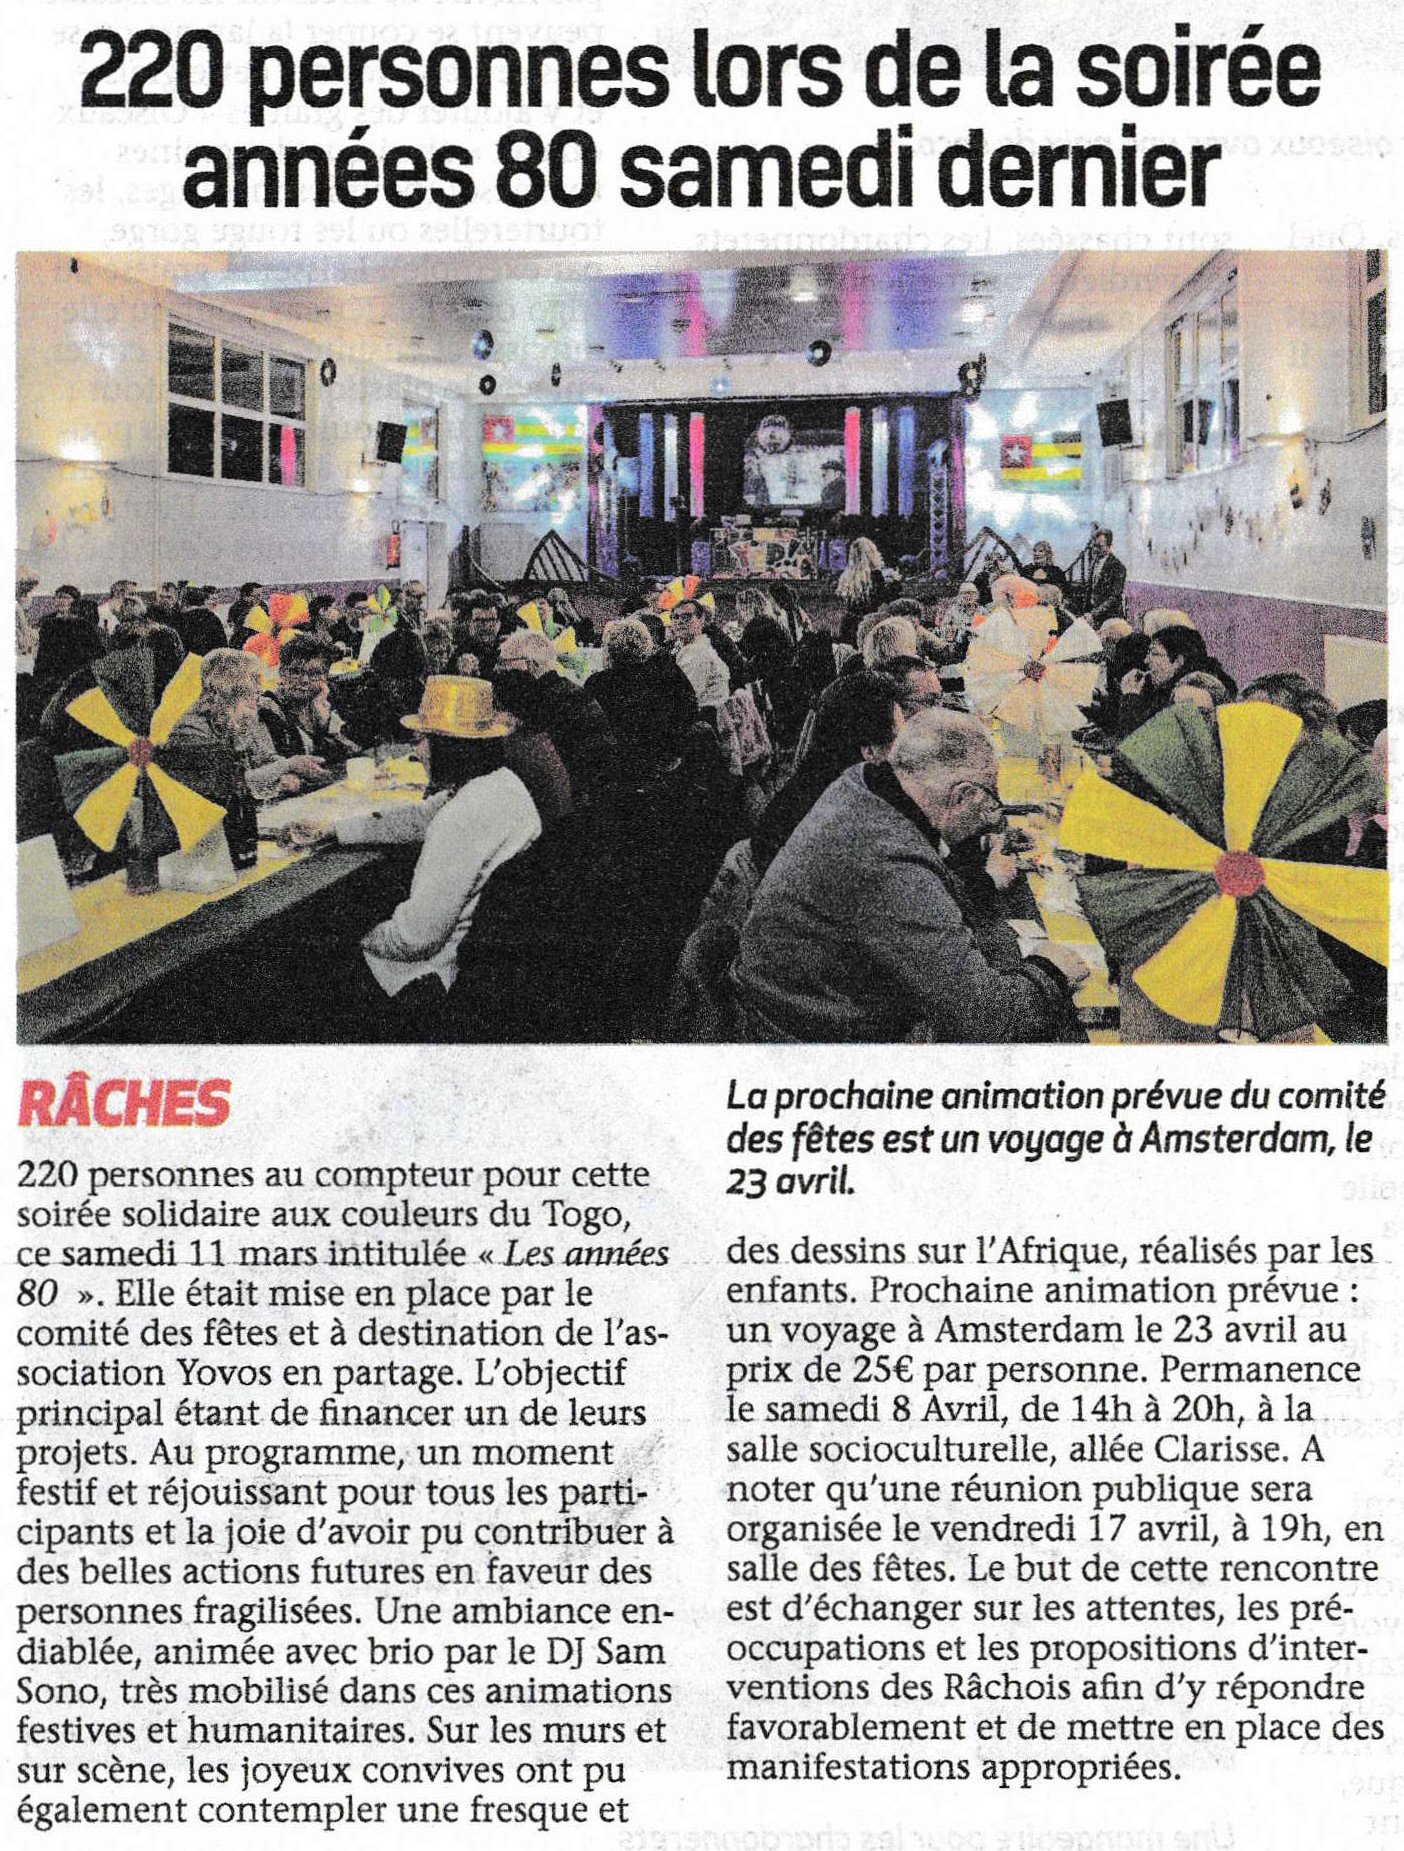 220 personnes lors de la soirée
années 80 samedi dernier
RÂCHES
220 personnes au compteur pour cette
soirée solidaire aux couleurs du Togo,
ce samedi 11 mars intitulée « Les années
80 ». Elle était mise en place par le
comité des fêtes et à destination de l'as-
sociation Yovos en partage. L'objectif
principal étant de financer un de leurs
projets. Au programme, un moment
festif et réjouissant pour tous les parti-
cipants et la joie d'avoir pu contribuer à
des belles actions futures en faveur des
personnes fragilisées. Une ambiance en-
diablée, animée avec brio par le DJ Sam
Sono, très mobilisé dans ces animations
festives et humanitaires. Sur les murs et
sur scène, les joyeux convives ont pu
également contempler une fresque et
La prochaine animation prévue du comité
des fêtes est un voyage à Amsterdam, le
23 avril.
des dessins sur l'Afrique, réalisés par les
enfants. Prochaine animation prévue :
un voyage à Amsterdam le 23 avril au
prix de 25€ par personne. Permanence
le samedi 8 Avril, de 14h à 20h, à la
salle socioculturelle, allée Clarisse. A
noter qu'une réunion publique sera
organisée le vendredi 17 avril, à 19h, en
salle des fêtes. Le but de cette rencontre
est d'échanger sur les attentes, les pré-
occupations et les propositions d'inter-
ventions des Râchois afin d'y répondre
favorablement et de mettre en place des
manifestations appropriées.